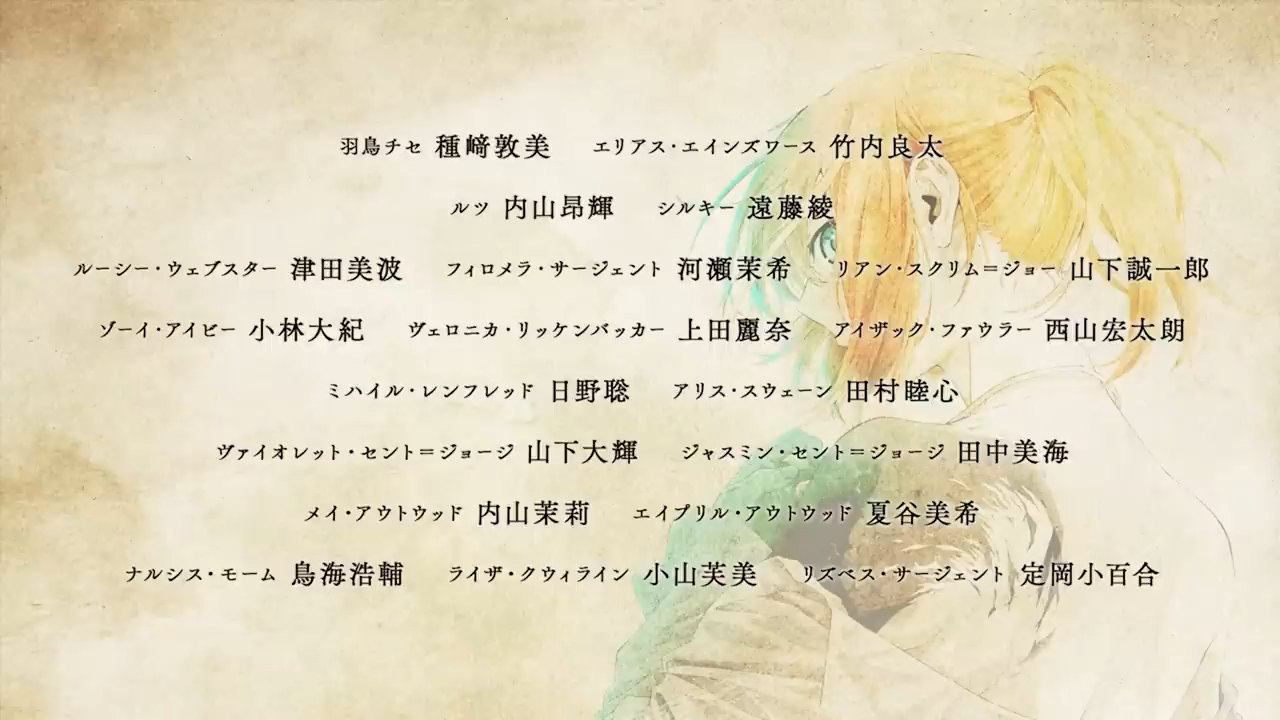 羽鳥チセ 種﨑敦美 エリアス・エインズワース 竹内良太
ルツ 内山昂輝 シルキー 遠藤綾
ルーシー・ウェブスター 津田美波 フィロメラ・サージェント 河瀬茉希 リアン・スクリム＝ジョー 山下誠一郎
ゾーイ・アイビー 小林大紀 ヴェロニカ・リッケンバッカー 上田麗奈 アイザック・ファウラー 西山宏太朗
ミハイル・レンフレッド 日野聡 アリス・スウェーン 田村睦心
ヴァイオレット・セント＝ジョージ 山下大輝 ジャスミン・セント＝ジョージ 田中美海
メイ・アウトウッド 内山茉莉 エイプリル・アウトウッド 夏谷美希
ナルシス・モーム 鳥海浩輔 ライザ・クウィライン 小山芙美 リズベス・サージェント 定岡小百合